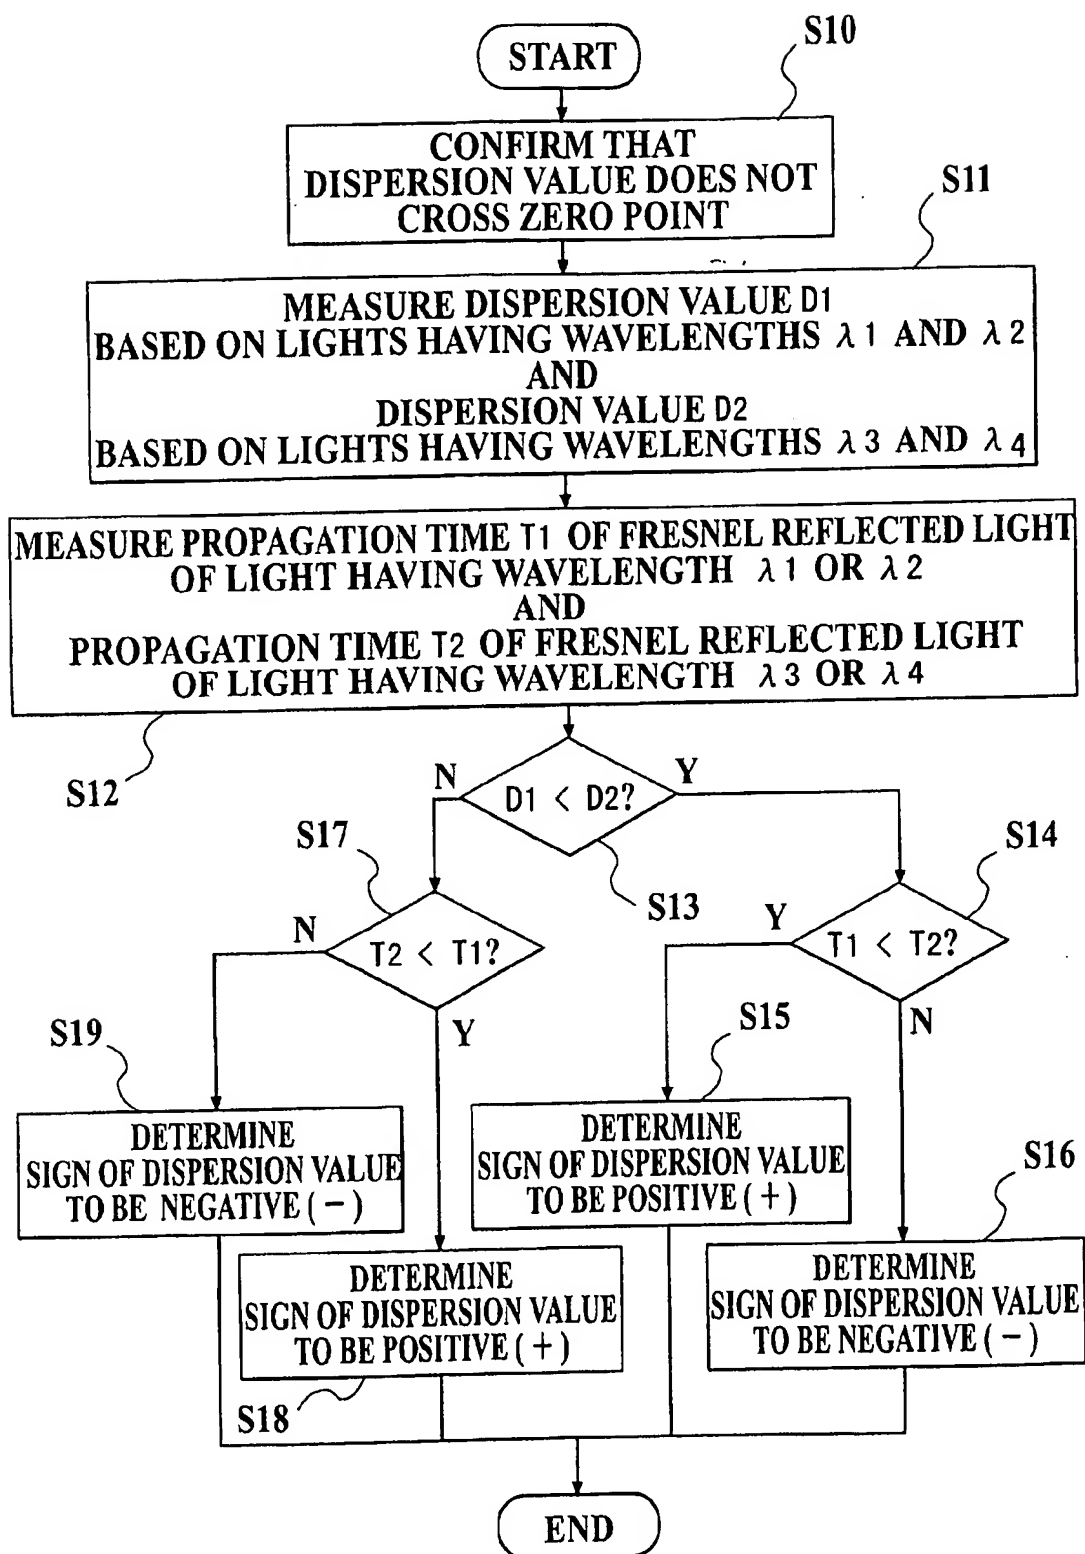 S10
START
CONFIRM THAT
DISPERSION VALUE DOES NOT
CROSS ZERO POINT
S11
MEASURE DISPERSION VALUE D1
BASED ON LIGHTS HAVING WAVELENGTHS λ1 AND λ2
AND
DISPERSION VALUE D2
BASED ON LIGHTS HAVING WAVELENGTHS λ3 AND λ4
MEASURE PROPAGATION TIME T1 OF FRESNEL REFLECTED LIGHT
OF LIGHT HAVING WAVELENGTH λ1 OR λ2
AND
PROPAGATION TIME T2 OF FRESNEL REFLECTED LIGHT
OF LIGHT HAVING WAVELENGTH λ3 OR λ4
S12
N
D1 < D2?
Y
S13
S17
S14
N
T2 < T1?
Y
Y
T1 < T2?
N
S19
S15
DETERMINE
SIGN OF DISPERSION VALUE
TO BE NEGATIVE (−)
DETERMINE
SIGN OF DISPERSION VALUE
TO BE POSITIVE (+)
S16
DETERMINE
SIGN OF DISPERSION VALUE
TO BE POSITIVE (+)
S18
DETERMINE
SIGN OF DISPERSION VALUE
TO BE NEGATIVE (−)
END